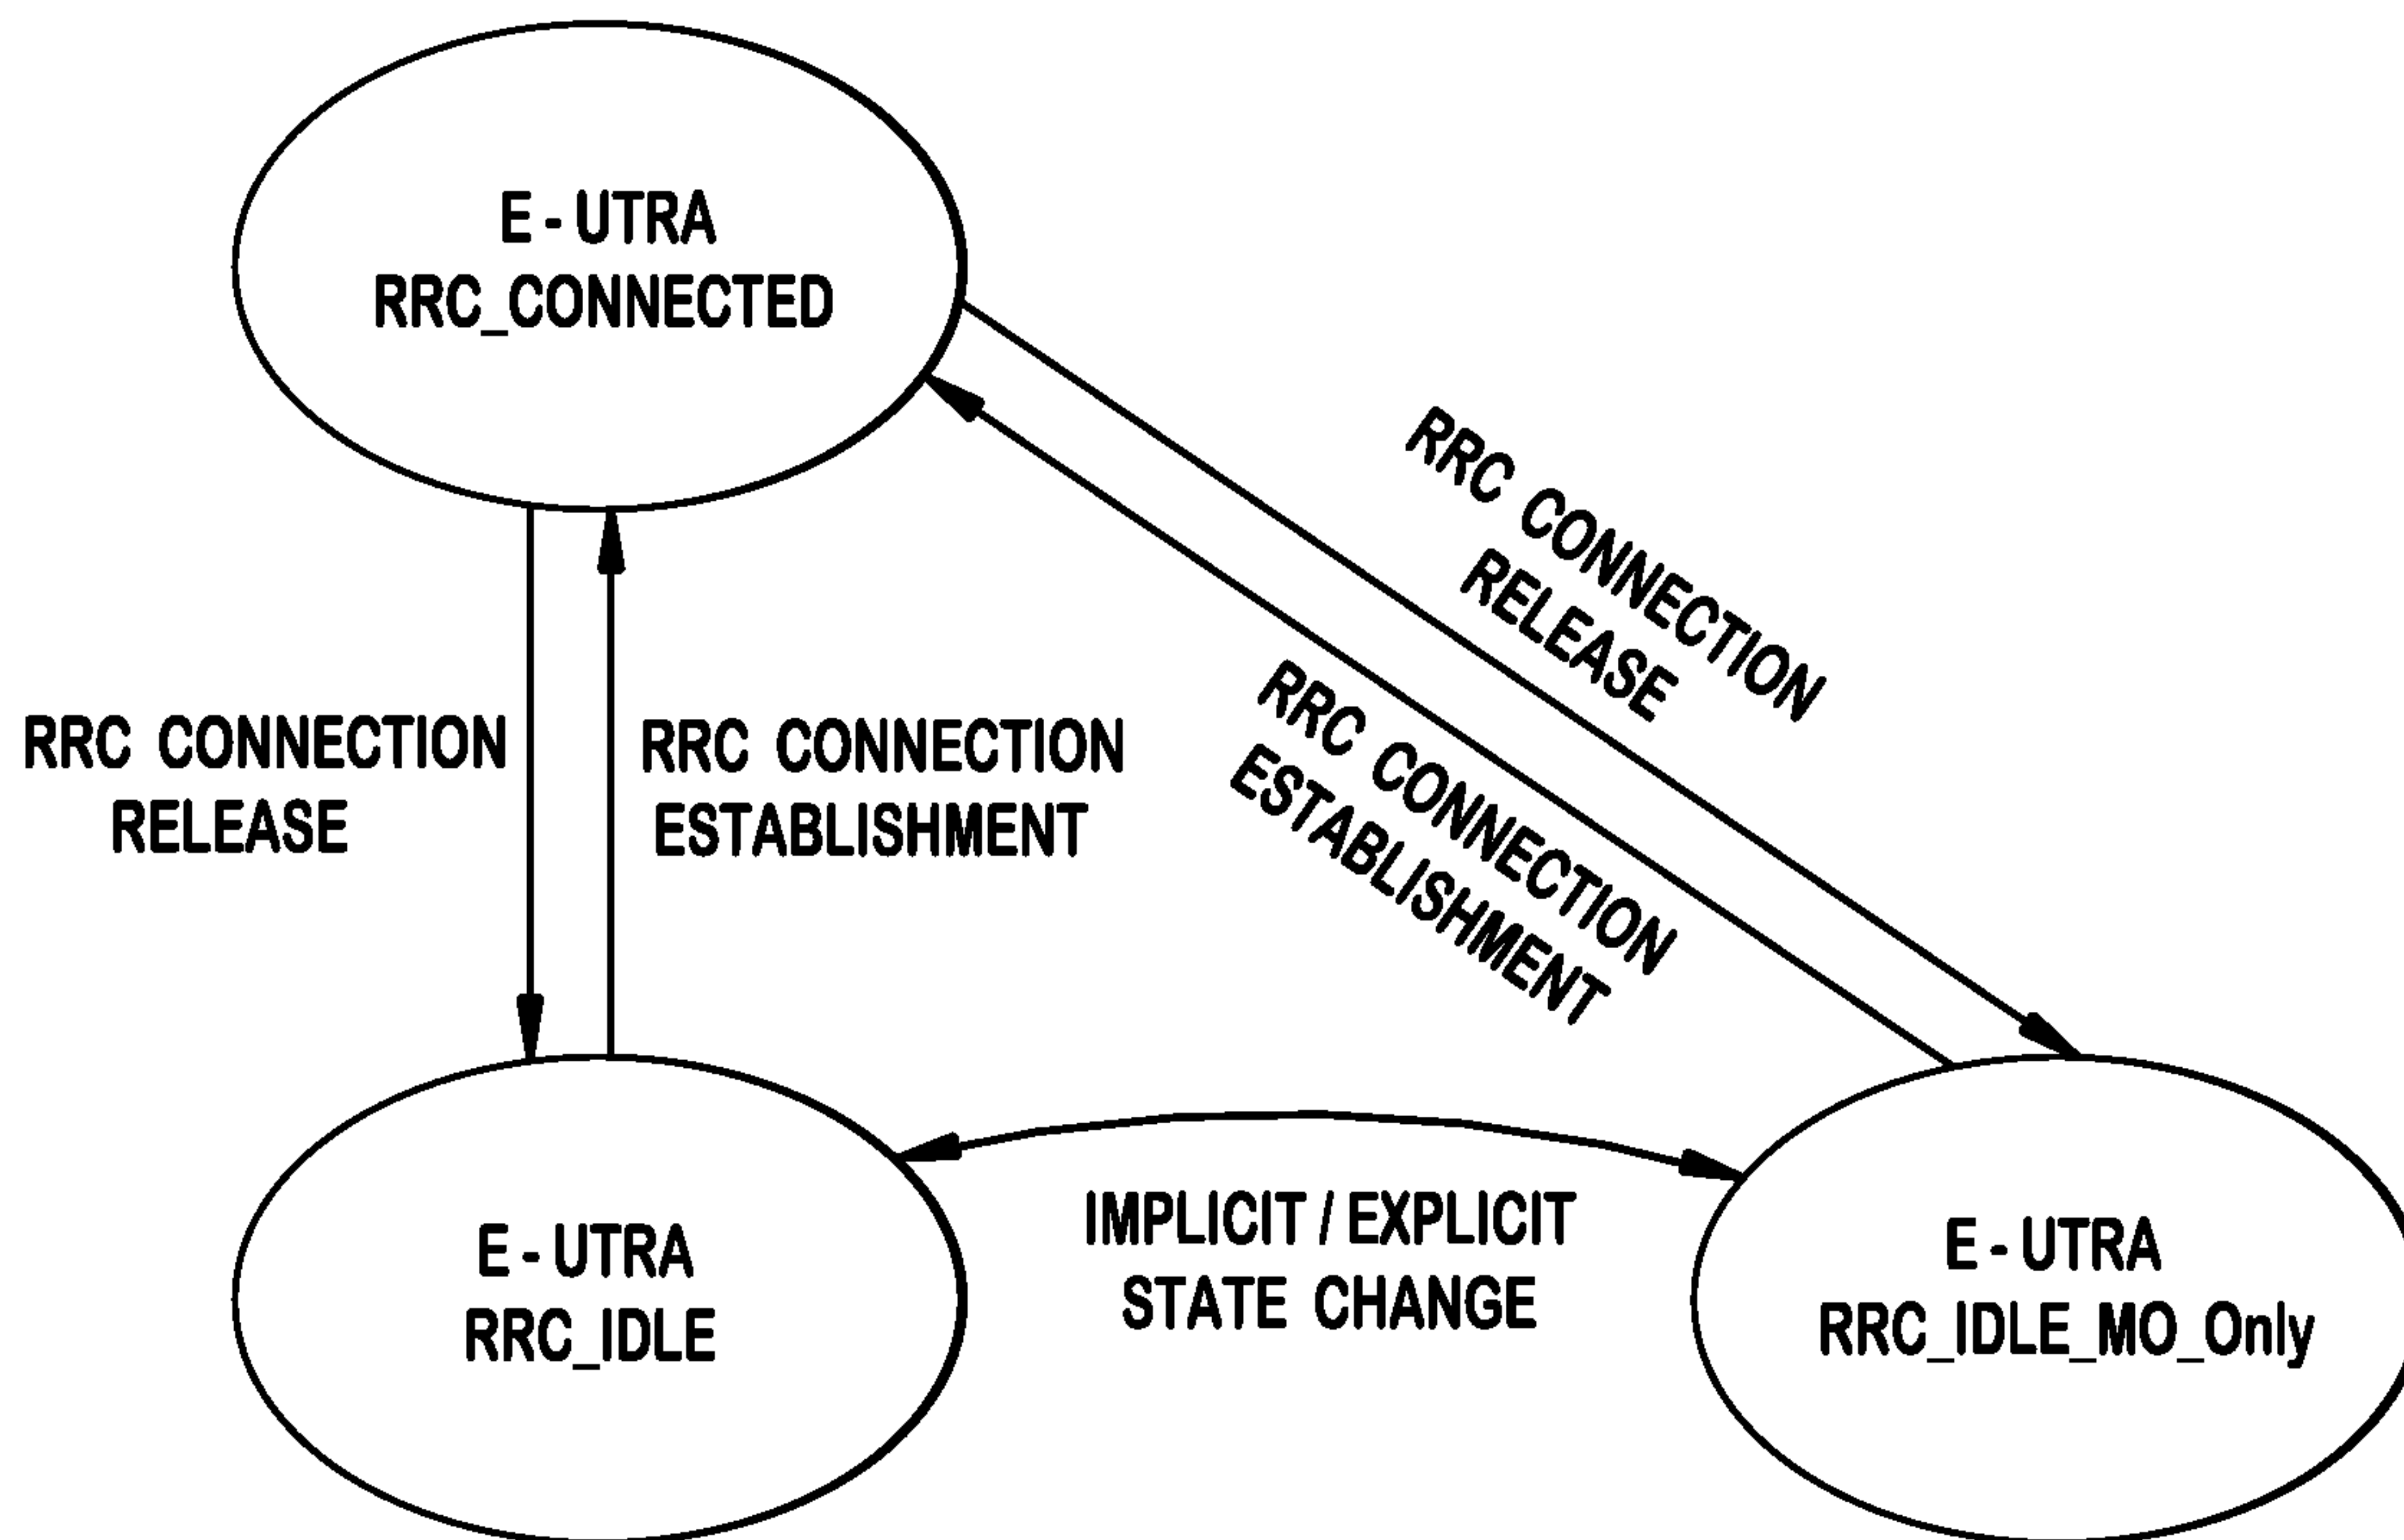 E-UTRA
RRC_CONNECTED
RRC CONNECTION
RELEASE
RRC CONNECTION
ESTABLISHMENT
RRC CONNECTION
RELEASE
RRC CONNECTION
ESTABLISHMENT
IMPLICIT / EXPLICIT
STATE CHANGE
E-UTRA
RRC_IDLE
E-UTRA
RRC_IDLE_MO_Only